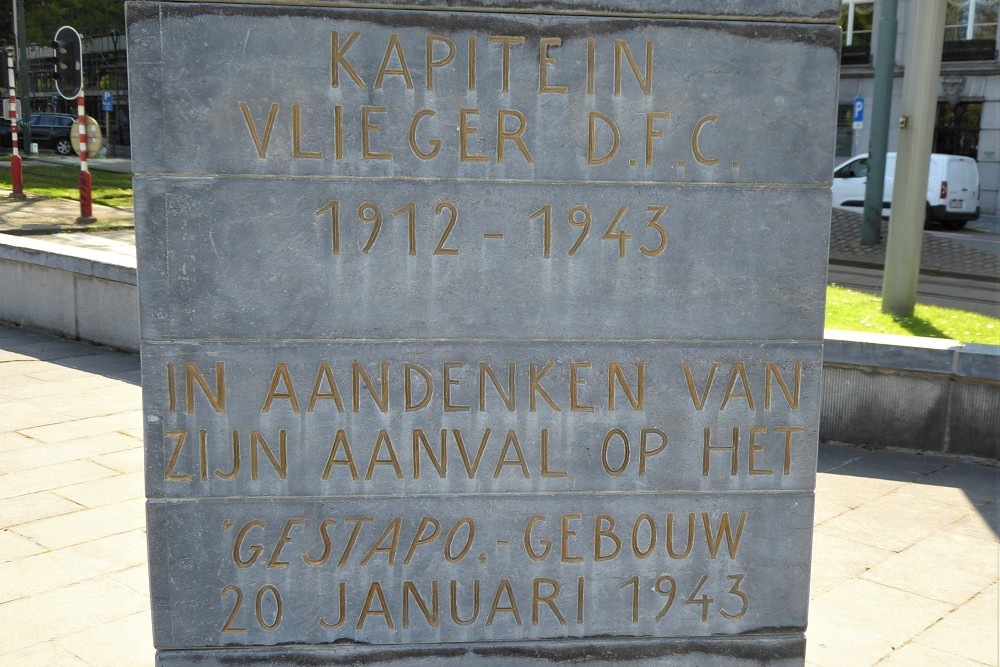 KAPITEIN
VLIEGER D.F.C.
1912 - 1943
IN AANDENKEN VAN
ZIJN AANVAL OP HET
'GESTAPO.-GEBOUW
20 JANUARI 1943